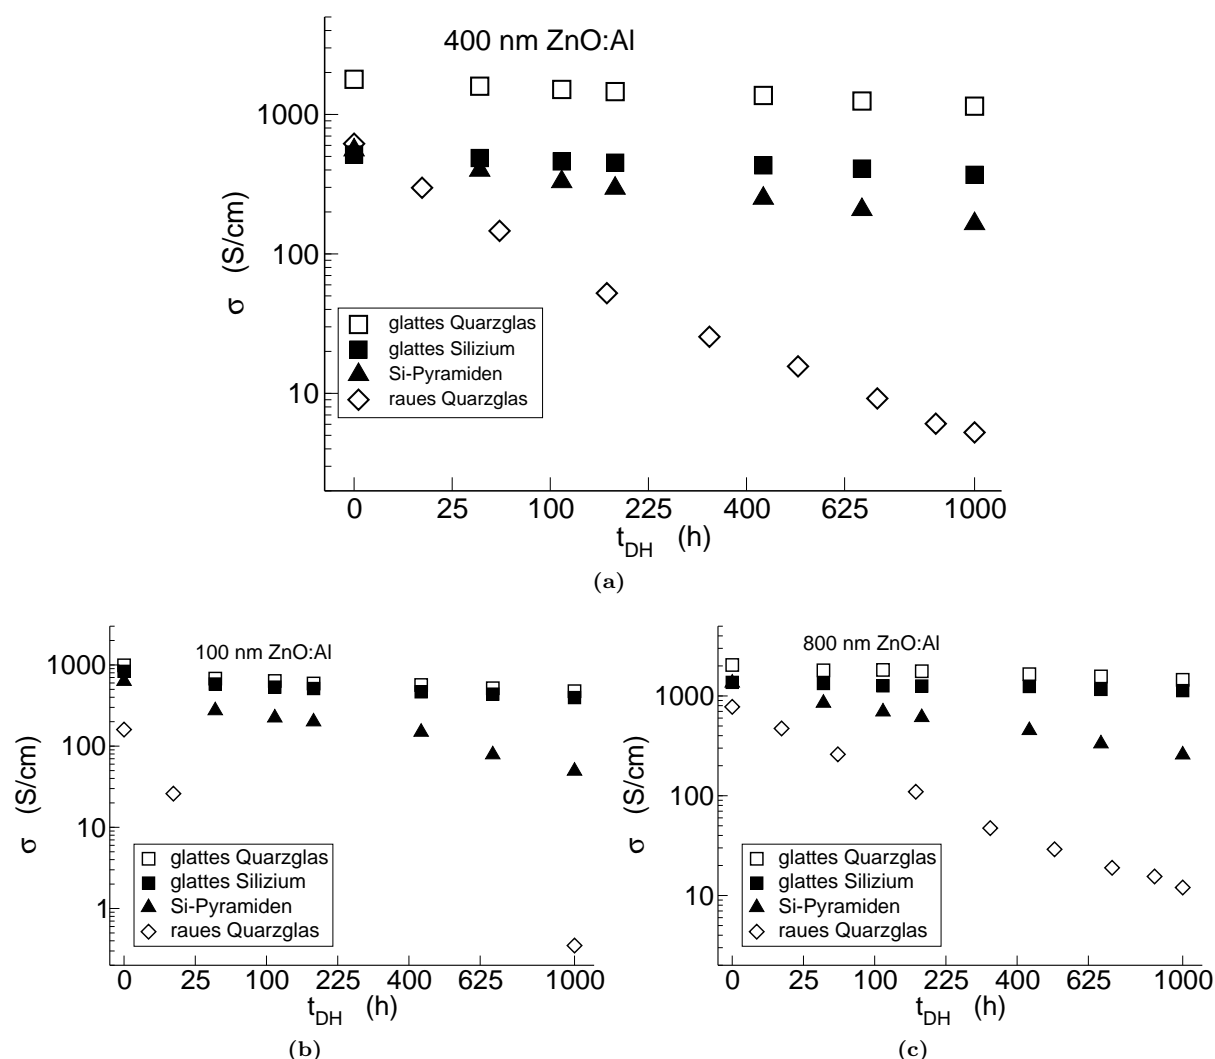 400 nm ZnO:Al
1000
100
10
σ (S/cm)
glattes Quarzglas
glattes Silizium
Si-Pyramiden
raues Quarzglas
0 25 100 225 400 625 1000
t_DH (h)
(a)
100 nm ZnO:Al
1000
100
10
1
σ (S/cm)
glattes Quarzglas
glattes Silizium
Si-Pyramiden
raues Quarzglas
0 25 100 225 400 625 1000
t_DH (h)
(b)
800 nm ZnO:Al
1000
100
10
σ (S/cm)
glattes Quarzglas
glattes Silizium
Si-Pyramiden
raues Quarzglas
0 25 100 225 400 625 1000
t_DH (h)
(c)